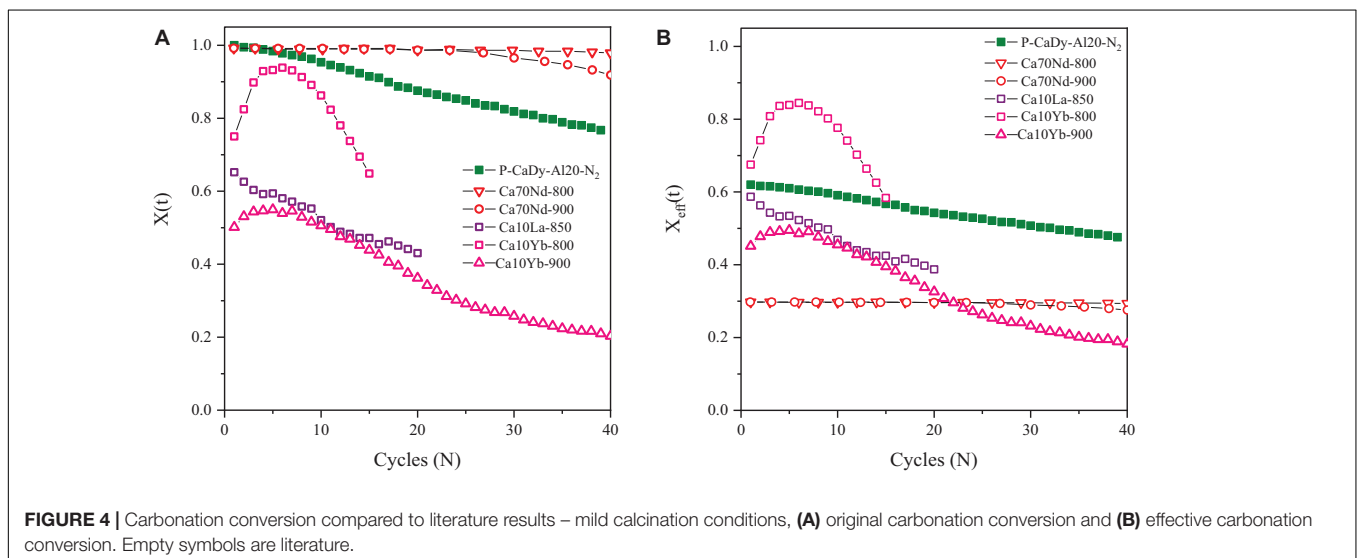 A
X(t)
1.0
0.8
0.6
0.4
0.2
0.0
0
10
20
30
40
Cycles (N)
P-CaDy-Al20-N₂
Ca70Nd-800
Ca70Nd-900
Ca10La-850
Ca10Yb-800
Ca10Yb-900
B
Xeff(t)
1.0
0.8
0.6
0.4
0.2
0.0
0
10
20
30
40
Cycles (N)
P-CaDy-Al20-N₂
Ca70Nd-800
Ca70Nd-900
Ca10La-850
Ca10Yb-800
Ca10Yb-900
FIGURE 4 | Carbonation conversion compared to literature results – mild calcination conditions, (A) original carbonation conversion and (B) effective carbonation
conversion. Empty symbols are literature.